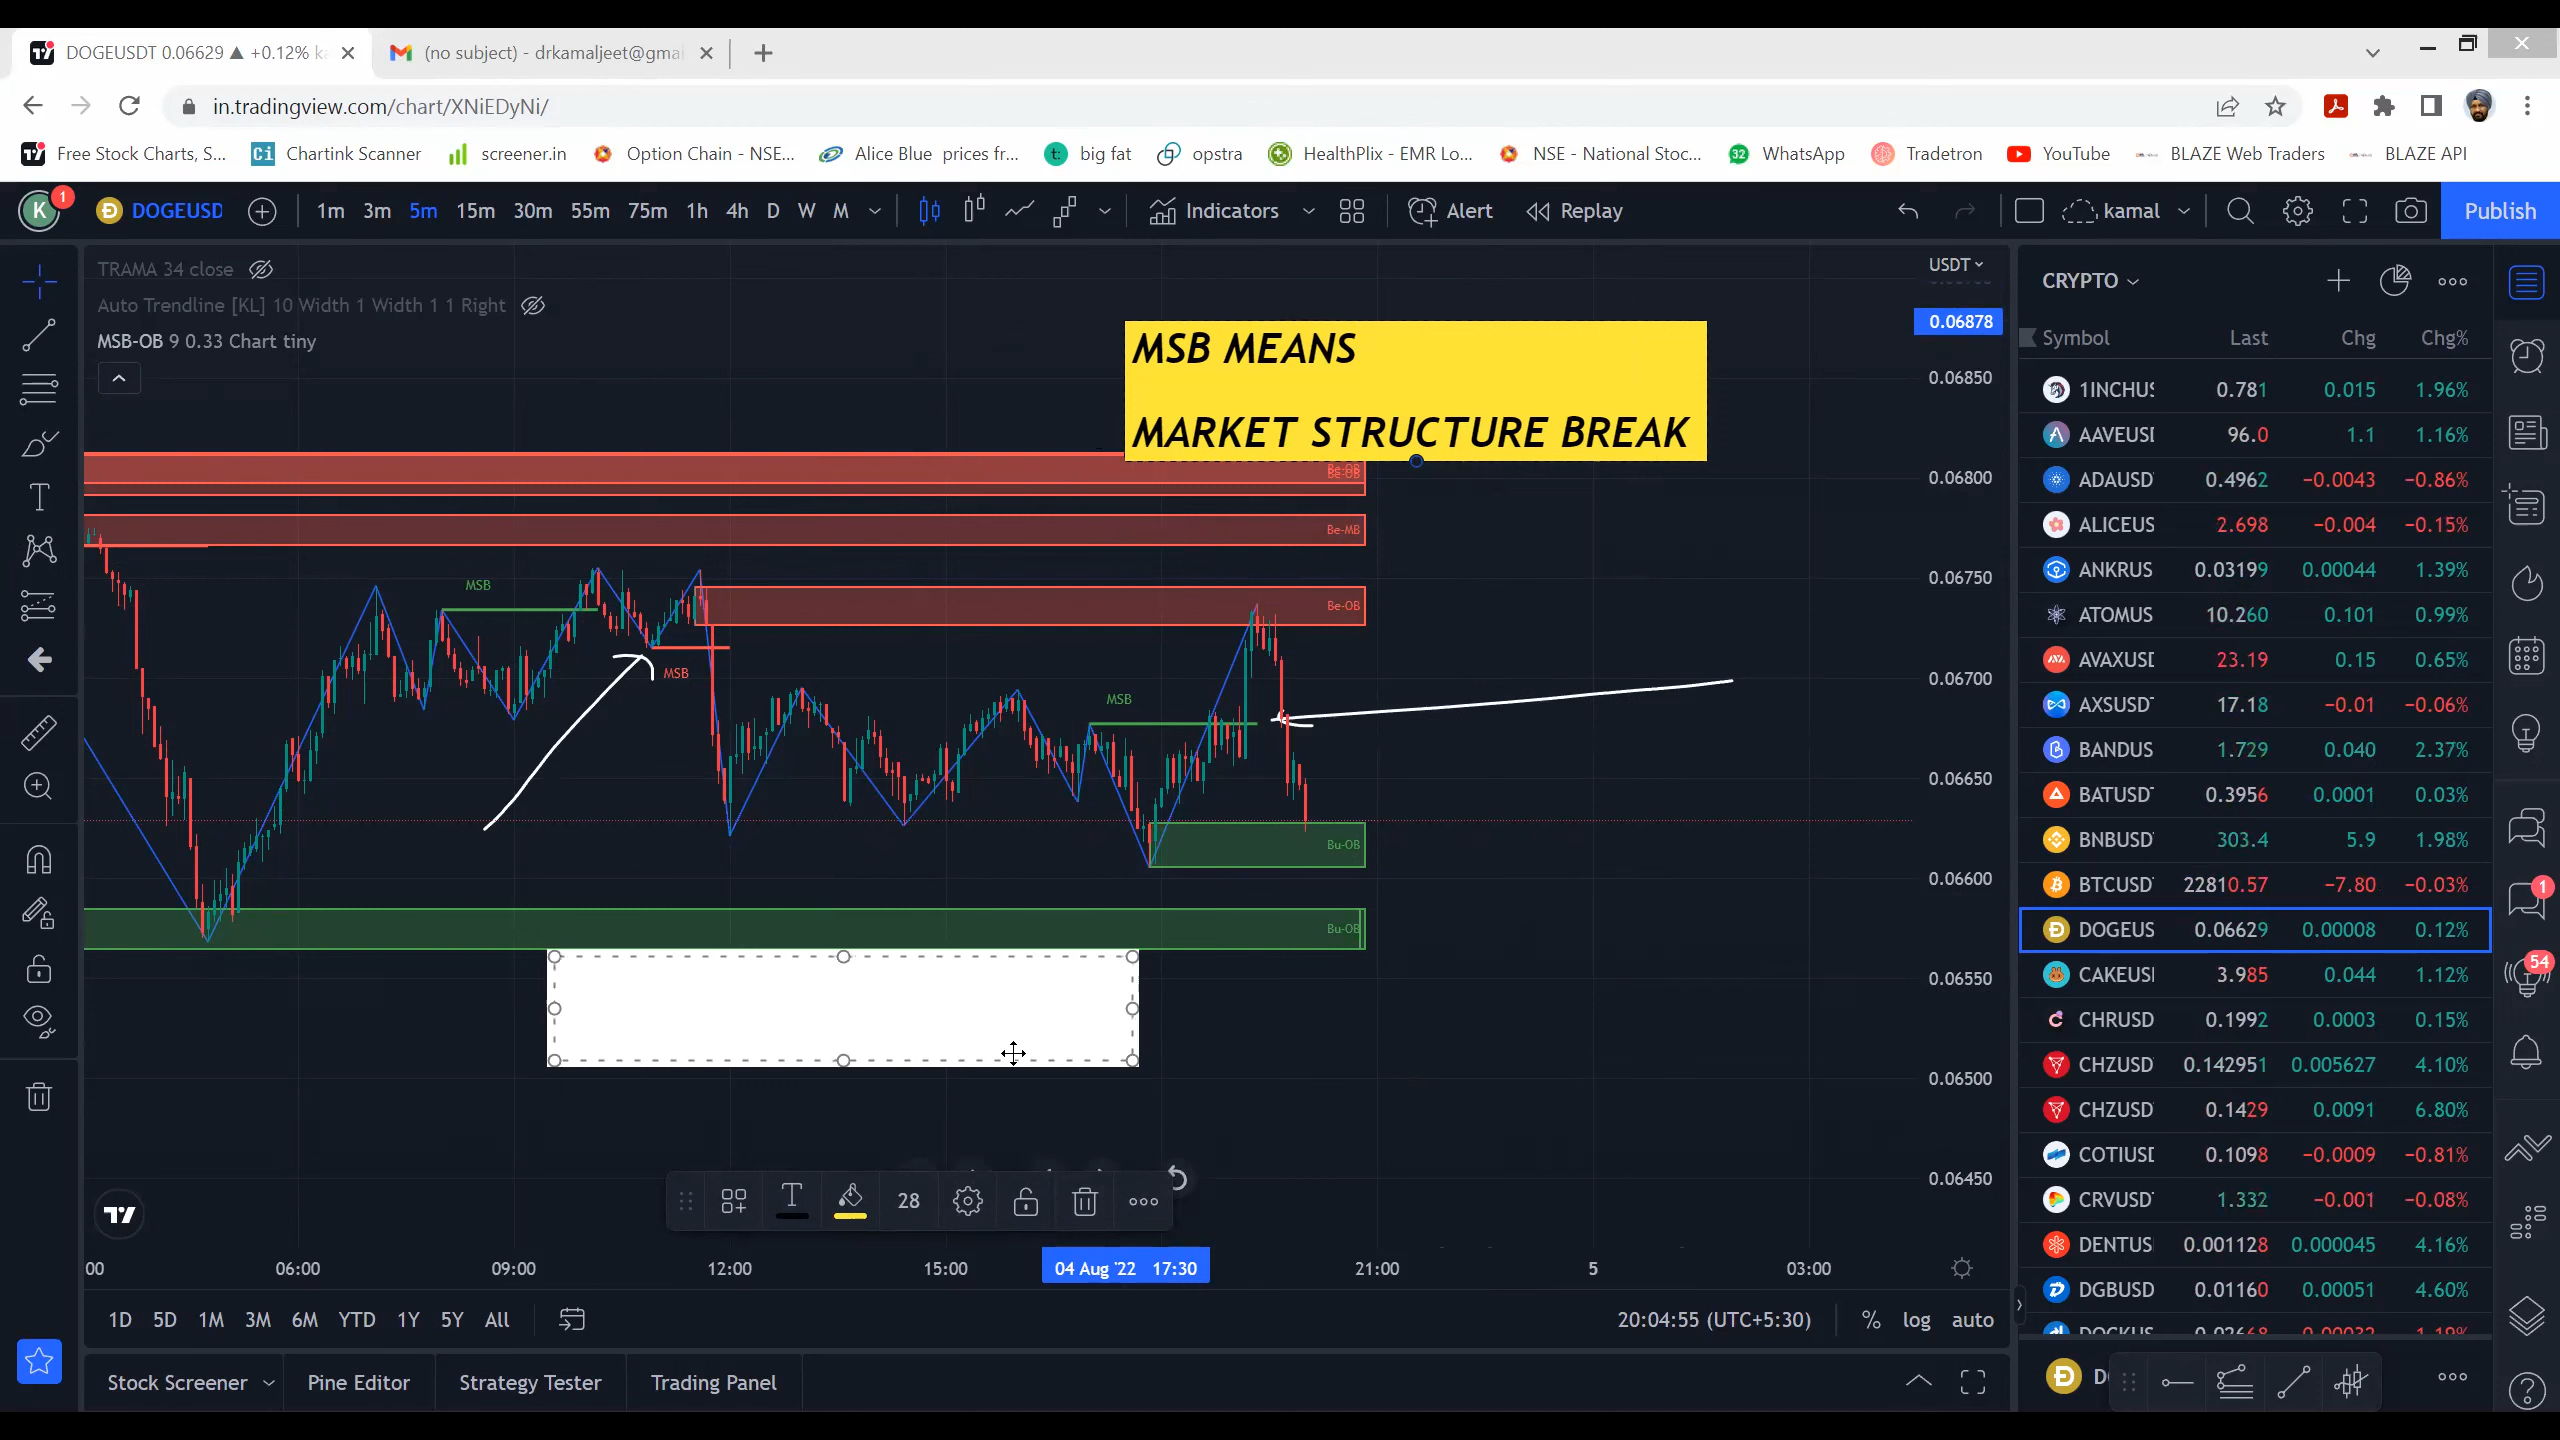 DOGEUSDT 0.06629 ▲ +0.12% ka
(no subject) - drkamaljeet@gmai
in.tradingview.com/chart/XNiEDyNi/
Free Stock Charts, S...
Chartink Scanner
screener.in
Option Chain - NSE...
Alice Blue prices fr...
big fat
opstra
HealthPlix - EMR Lo...
NSE - National Stoc...
WhatsApp
Tradetron
YouTube
BLAZE Web Traders
BLAZE API
K 1 DOGEUSD 1m 3m 5m 15m 30m 55m 75m 1h 4h D W M Indicators Alert Replay kamal Publish
TRAMA 34 close
Auto Trendline [KL] 10 Width 1 Width 1 1 Right
MSB-OB 9 0.33 Chart tiny
MSB MEANS
MARKET STRUCTURE BREAK
Be-OB
Be-OB
Be-MB
Be-OB
MSB
MSB
MSB
Bu-OB
Bu-OB
USDT
0.06878
0.06850
0.06800
0.06750
0.06700
0.06650
0.06600
0.06550
0.06500
0.06450
28
00 06:00 09:00 12:00 15:00 04 Aug '22 17:30 21:00 5 03:00
1D 5D 1M 3M 6M YTD 1Y 5Y All 20:04:55 (UTC+5:30) % log auto
Stock Screener Pine Editor Strategy Tester Trading Panel
CRYPTO
Symbol Last Chg Chg%
1INCHUS 0.781 0.015 1.96%
AAVEUSI 96.0 1.1 1.16%
ADAUSD 0.4962 −0.0043 −0.86%
ALICEUS 2.698 −0.004 −0.15%
ANKRUS 0.03199 0.00044 1.39%
ATOMUS 10.260 0.101 0.99%
AVAXUSI 23.19 0.15 0.65%
AXSUSD 17.18 −0.01 −0.06%
BANDUS 1.729 0.040 2.37%
BATUSD 0.3956 0.0001 0.03%
BNBUSD 303.4 5.9 1.98%
BTCUSD 22810.57 −7.80 −0.03%
DOGEUS 0.06629 0.00008 0.12%
CAKEUSI 3.985 0.044 1.12%
CHRUSD 0.1992 0.0003 0.15%
CHZUSD 0.142951 0.005627 4.10%
CHZUSD 0.1429 0.0091 6.80%
COTIUSI 0.1098 −0.0009 −0.81%
CRVUSD 1.332 −0.001 −0.08%
DENTUS 0.001128 0.000045 4.16%
DGBUSD 0.01160 0.00051 4.60%
1
54